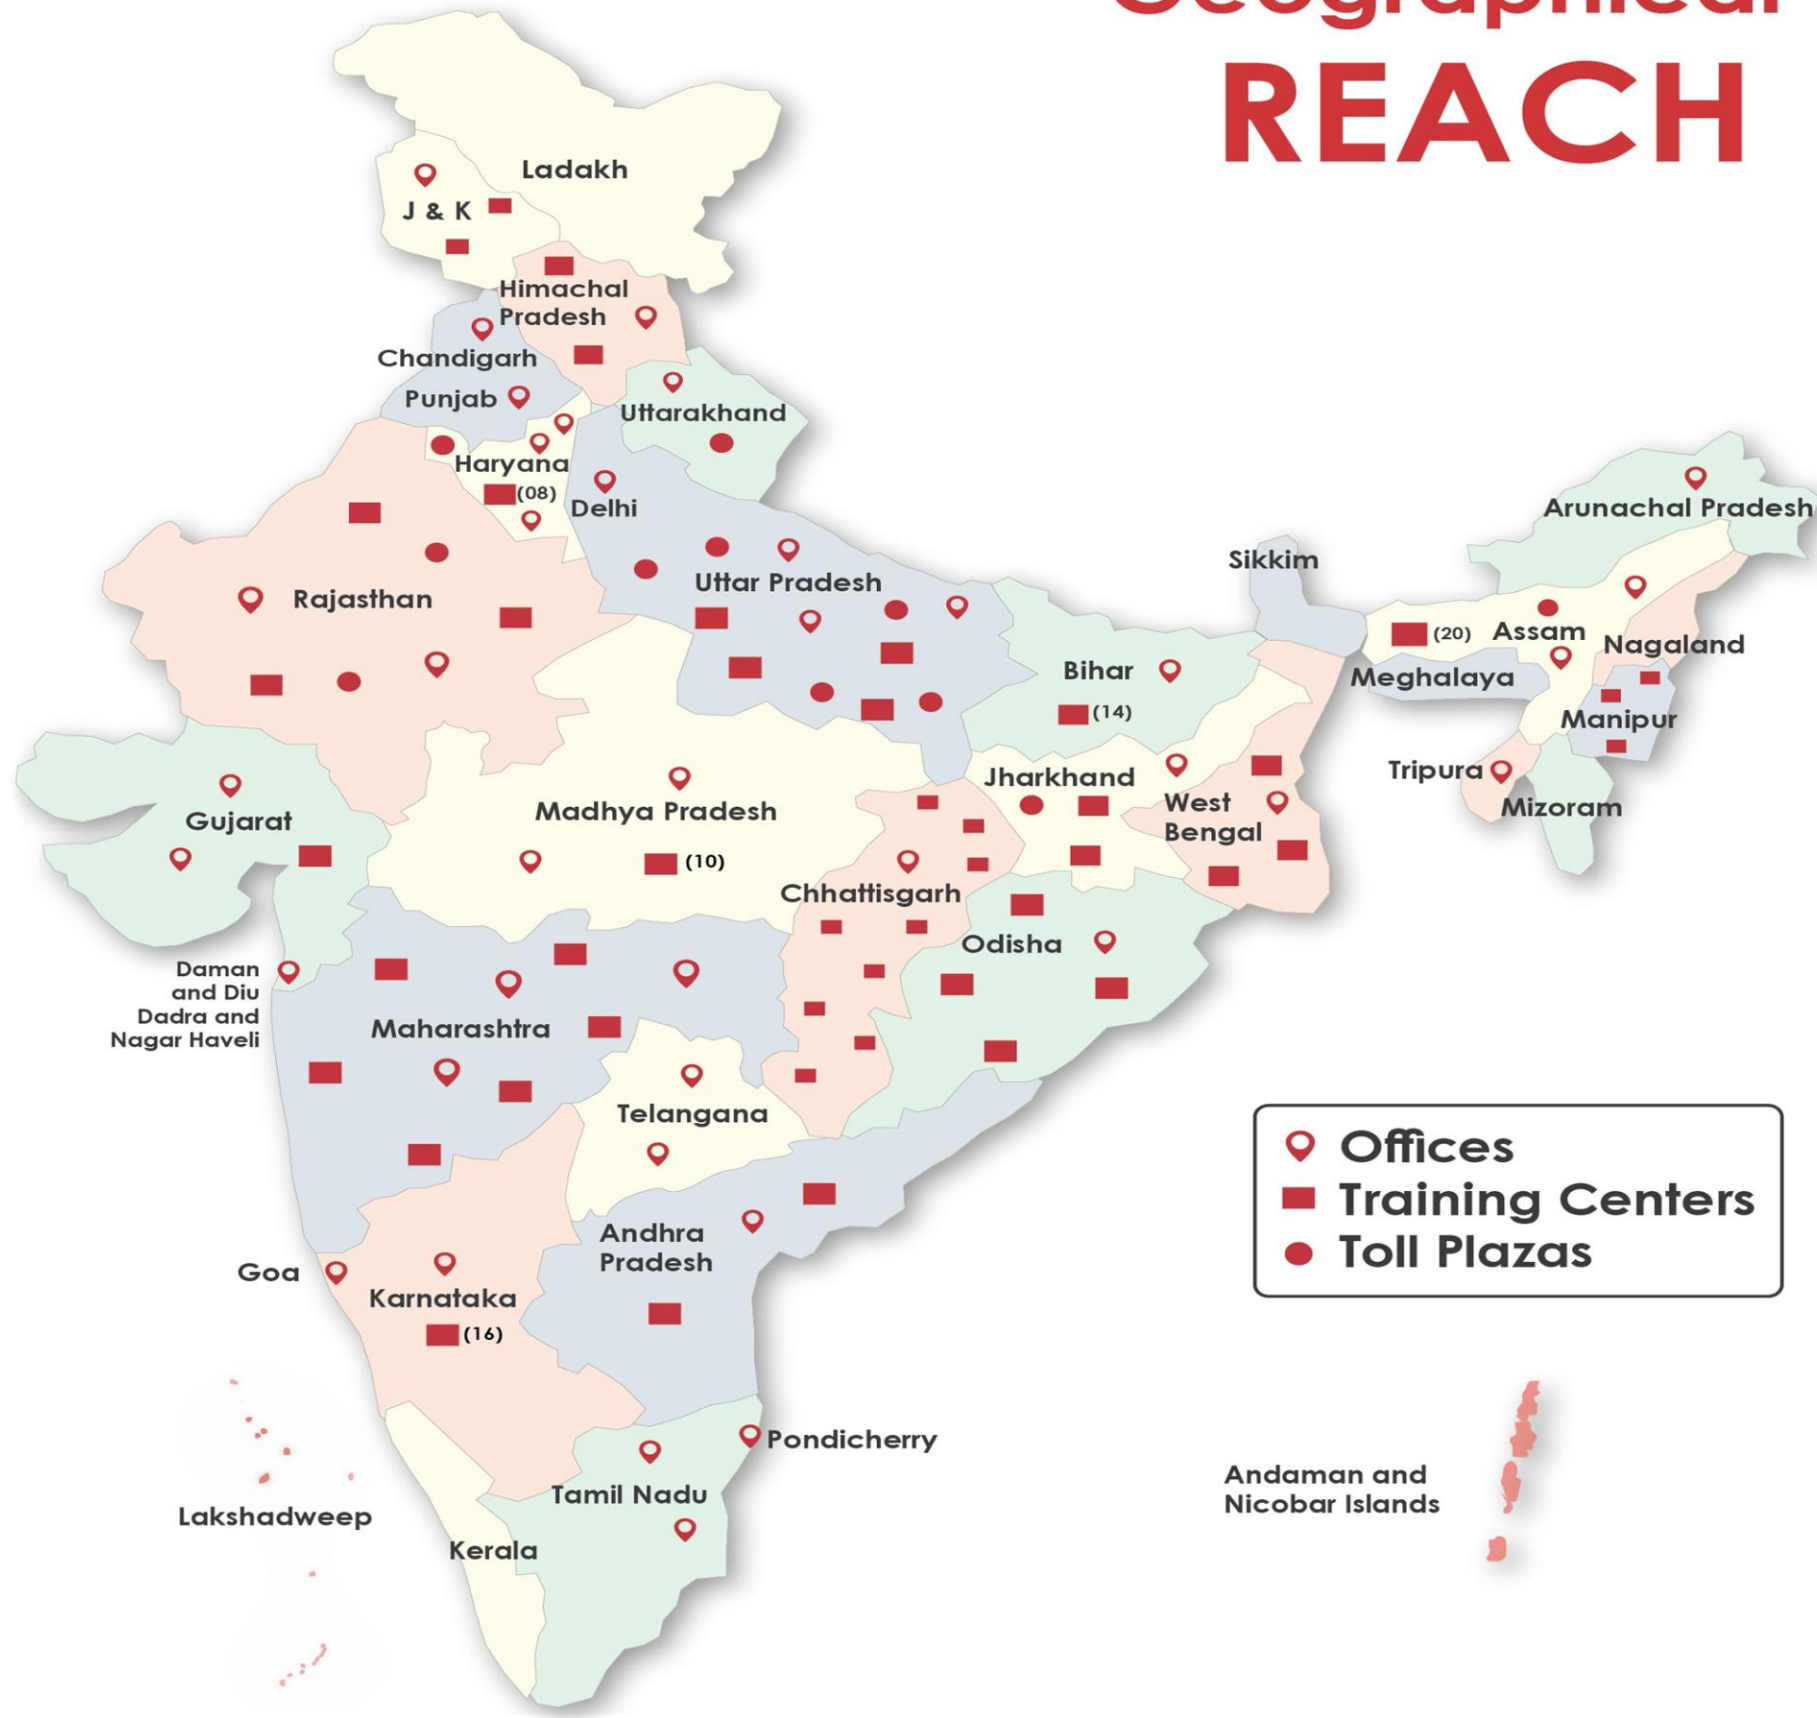 Geographical
REACH
Ladakh
J & K
Himachal
Pradesh
Chandigarh
Punjab
Uttarakhand
Haryana
(08)
Delhi
Arunachal Pradesh
Sikkim
Uttar Pradesh
Rajasthan
(20)
Assam
Nagaland
Bihar
Meghalaya
(14)
Manipur
Jharkhand
Tripura
West
Bengal
Mizoram
Madhya Pradesh
Gujarat
(10)
Chhattisgarh
Odisha
Daman
and Diu
Dadra and
Nagar Haveli
Maharashtra
Telangana
Offices
Training Centers
Toll Plazas
Andhra
Pradesh
Goa
Karnataka
(16)
Pondicherry
Andaman and
Nicobar Islands
Tamil Nadu
Lakshadweep
Kerala